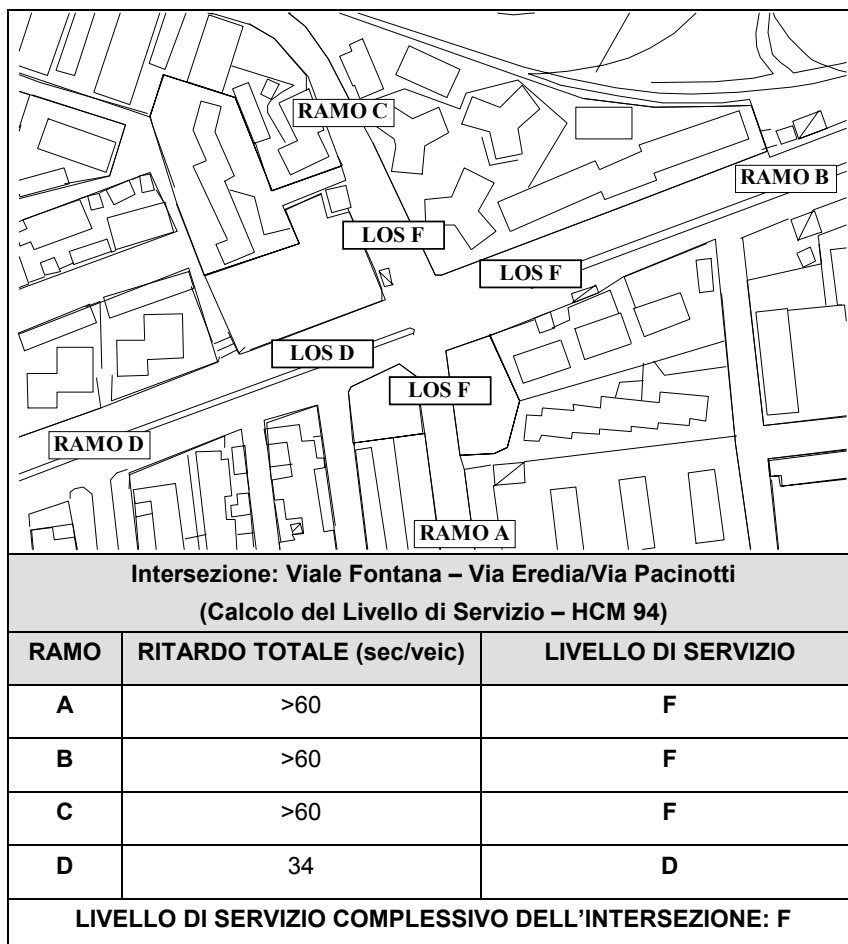 RAMO C
RAMO B
LOS F
LOS F
LOS D
LOS F
RAMO D
RAMO A
Intersezione: Viale Fontana – Via Eredia/Via Pacinotti
(Calcolo del Livello di Servizio – HCM 94)
RAMO RITARDO TOTALE (sec/veic) LIVELLO DI SERVIZIO
A >60 F
B >60 F
C >60 F
D 34 D
LIVELLO DI SERVIZIO COMPLESSIVO DELL'INTERSEZIONE: F